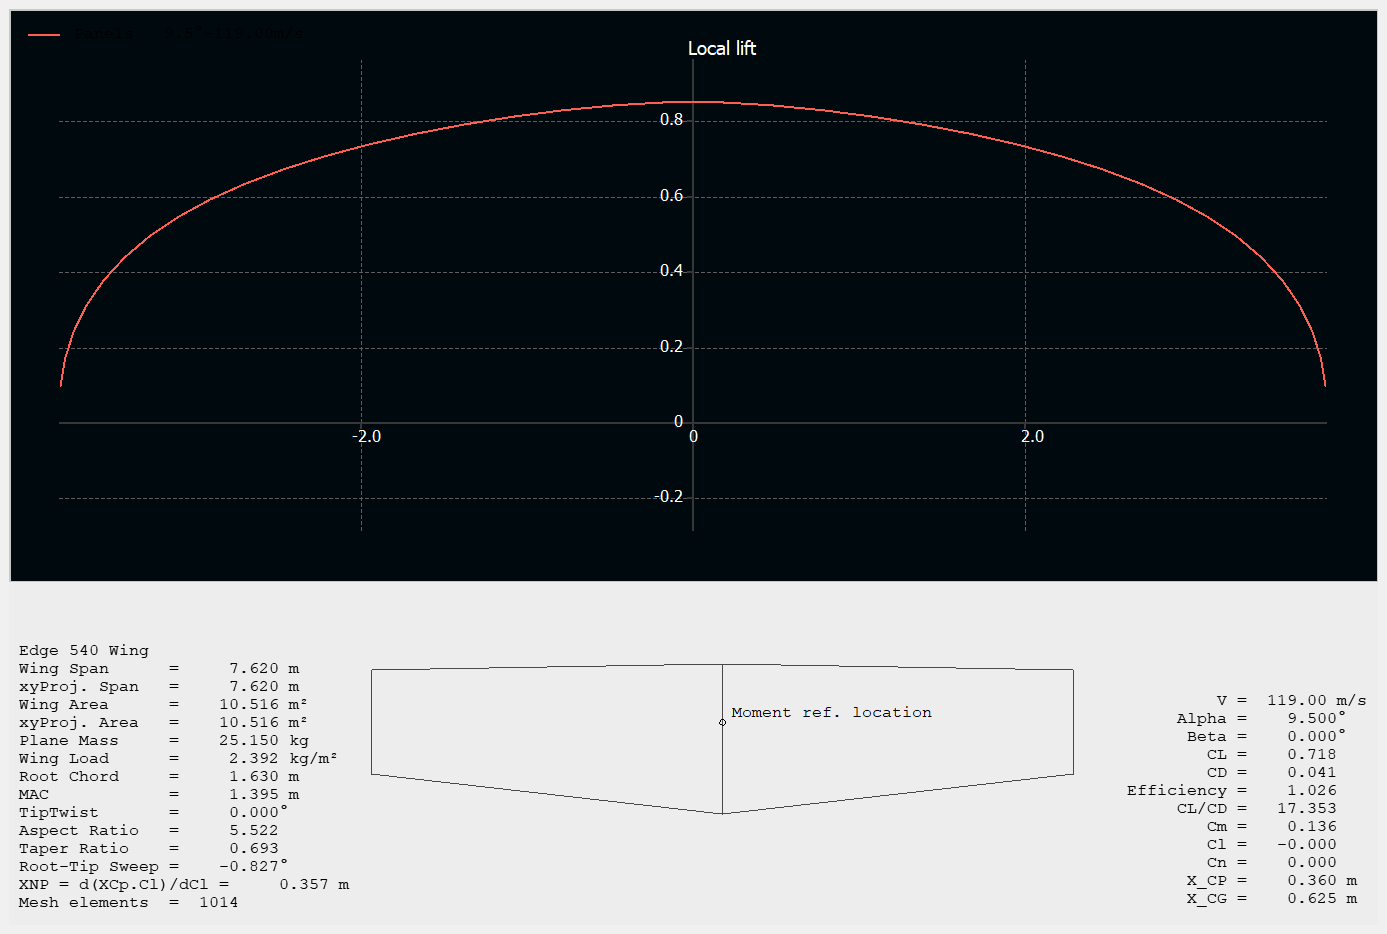 Panels 9.5°-119.00m/s
Local lift
0.8
0.6
0.4
0.2
0
-2.0 0 2.0
-0.2
Edge 540 Wing
Wing Span = 7.620 m
xyProj. Span = 7.620 m
Wing Area = 10.516 m²
xyProj. Area = 10.516 m²
Plane Mass = 25.150 kg
Wing Load = 2.392 kg/m²
Root Chord = 1.630 m
MAC = 1.395 m
TipTwist = 0.000°
Aspect Ratio = 5.522
Taper Ratio = 0.693
Root-Tip Sweep = -0.827°
XNP = d(XCp.Cl)/dCl = 0.357 m
Mesh elements = 1014
Moment ref. location
V = 119.00 m/s
Alpha = 9.500°
Beta = 0.000°
CL = 0.718
CD = 0.041
Efficiency = 1.026
CL/CD = 17.353
Cm = 0.136
Cl = -0.000
Cn = 0.000
X_CP = 0.360 m
X_CG = 0.625 m